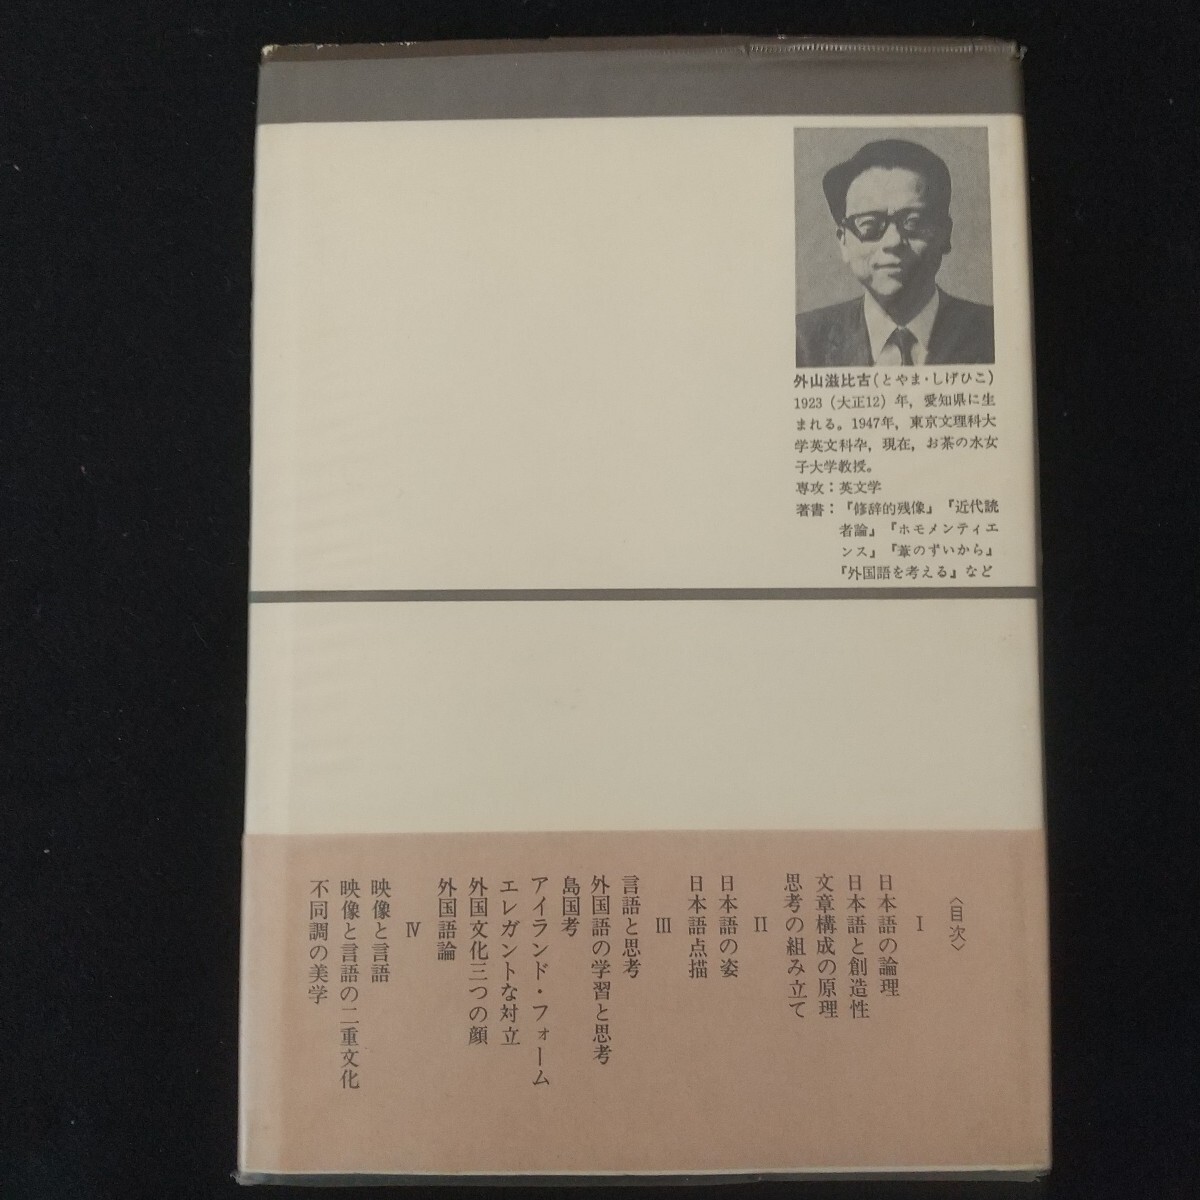 外山滋比古(とやま・しげひこ)
1923(大正12)年，愛知県に生
まれる。1947年，東京文理科大
学英文科卒，現在，お茶の水女
子大学教授。
専攻：英文学
著書：『修辞的残像』『近代読
者論』『ホモメンティエ
ンス』『葦のずいから』
『外国語を考える』など
〈目次〉
Ⅰ
日本語の論理
日本語と創造性
文章構成の原理
思考の組み立て
Ⅱ
日本語の姿
日本語点描
Ⅲ
言語と思考
外国語の学習と思考
島国考
アイランド・フォーム
エレガントな対立
外国文化三つの顔
外国語論
Ⅳ
映像と言語
映像と言語の二重文化
不同調の美学